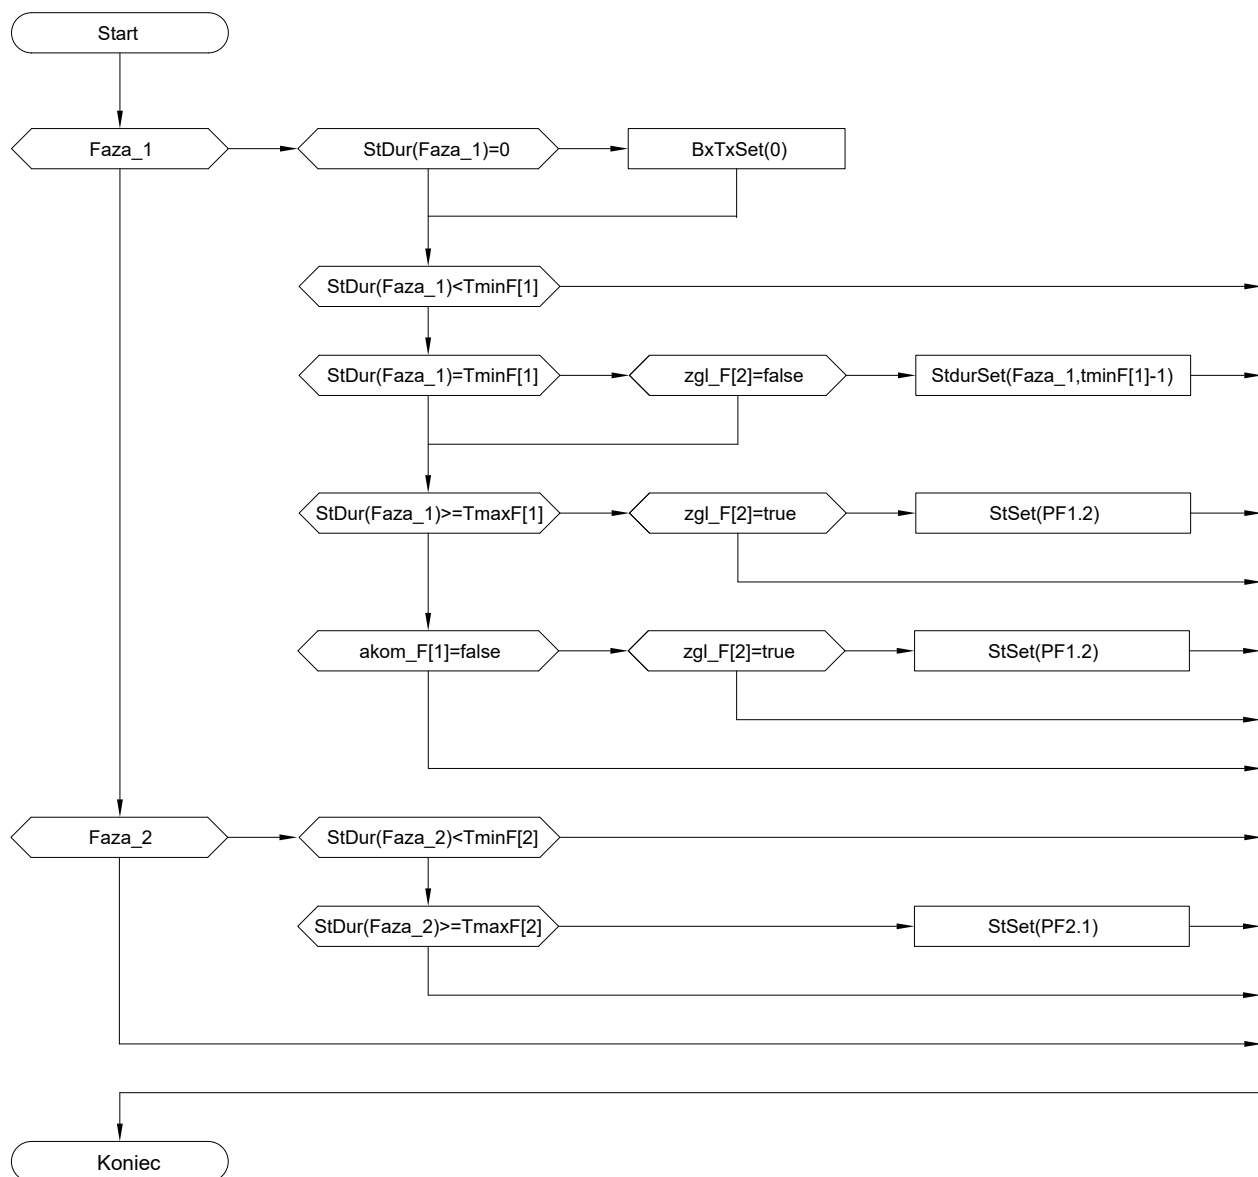 Start
Faza_1
StDur(Faza_1)=0
BxTxSet(0)
StDur(Faza_1)<TminF[1]
StDur(Faza_1)=TminF[1]
zgl_F[2]=false
StdurSet(Faza_1,tminF[1]-1)
StDur(Faza_1)>=TmaxF[1]
zgl_F[2]=true
StSet(PF1.2)
akom_F[1]=false
zgl_F[2]=true
StSet(PF1.2)
Faza_2
StDur(Faza_2)<TminF[2]
StDur(Faza_2)>=TmaxF[2]
StSet(PF2.1)
Koniec